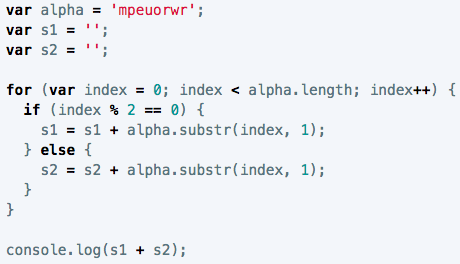 var alpha = 'mpeuorwr';
var s1 = '';
var s2 = '';

for (var index = 0; index < alpha.length; index++) {
  if (index % 2 == 0) {
    s1 = s1 + alpha.substr(index, 1);
  } else {
    s2 = s2 + alpha.substr(index, 1);
  }
}

console.log(s1 + s2);